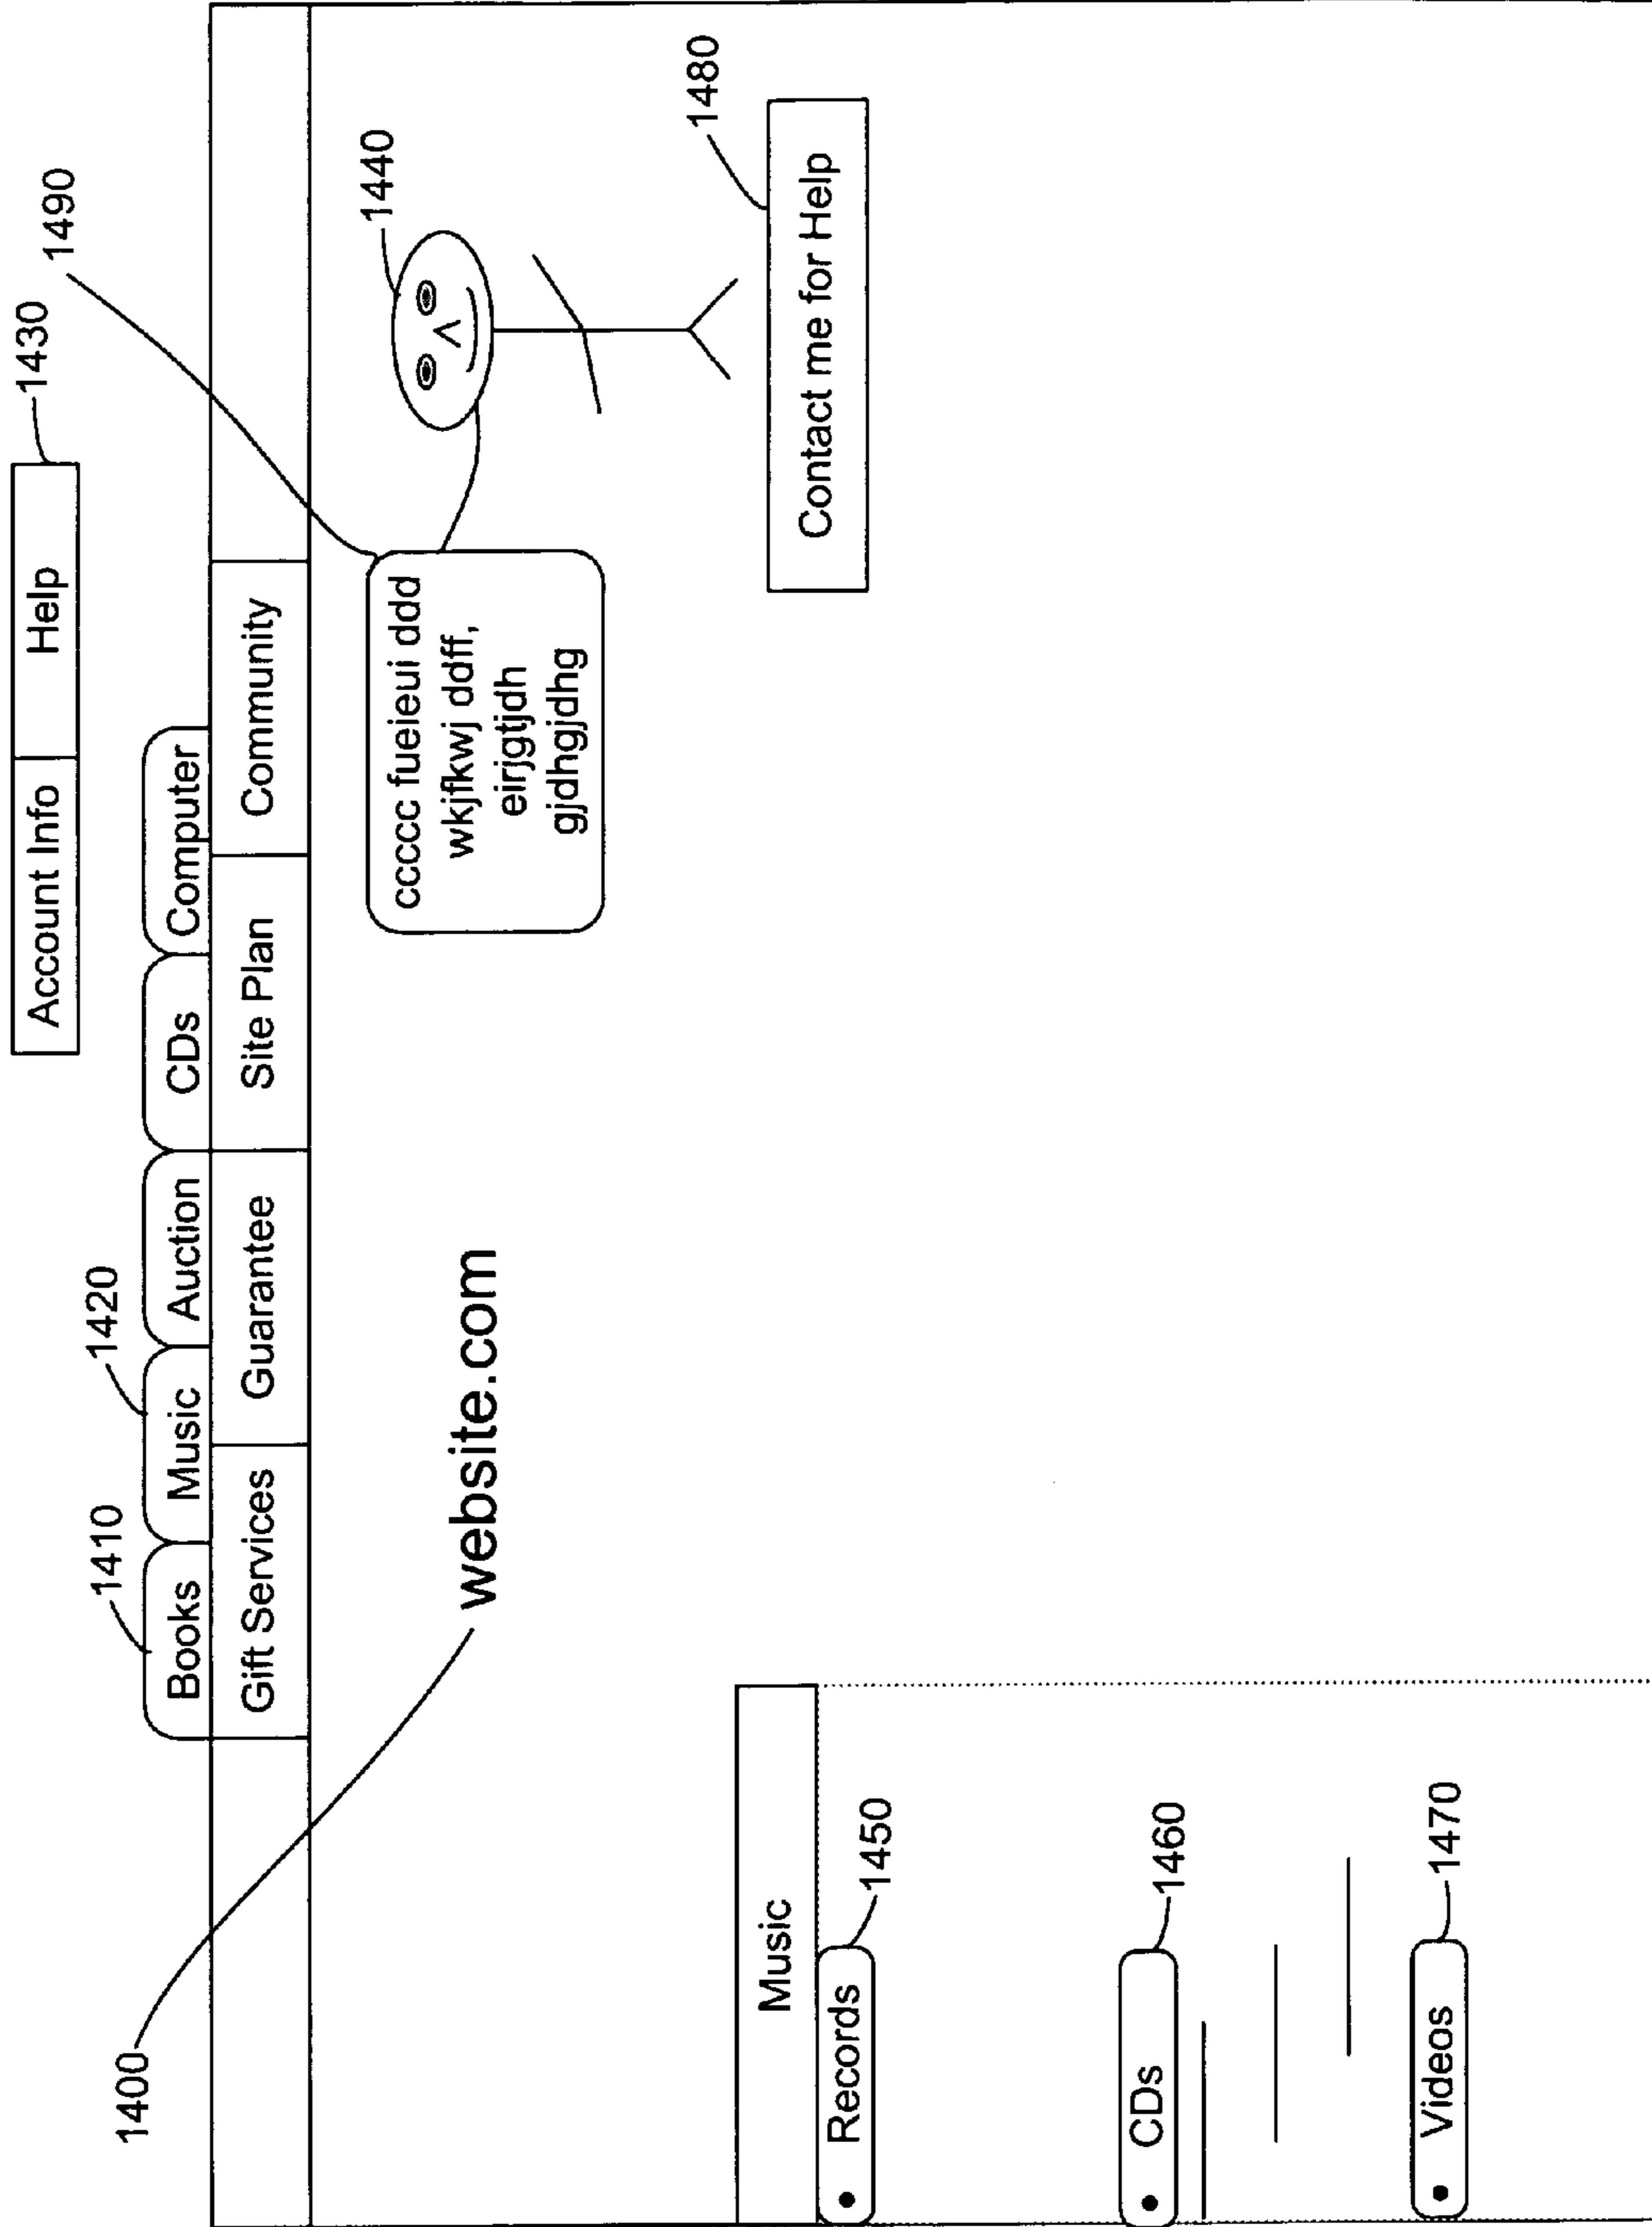 Account Info Help 1430
1490
1410
1420
1400
Books Music Auction CDs Computer
Gift Services Guarantee Site Plan Community
website.com
ccccc fueieui ddd
wkjfkwj ddff,
eirjgtjdh
gjdhgjdhg
1440
1480
Contact me for Help
Music
• Records
1450
• CDs
1460
• Videos
1470